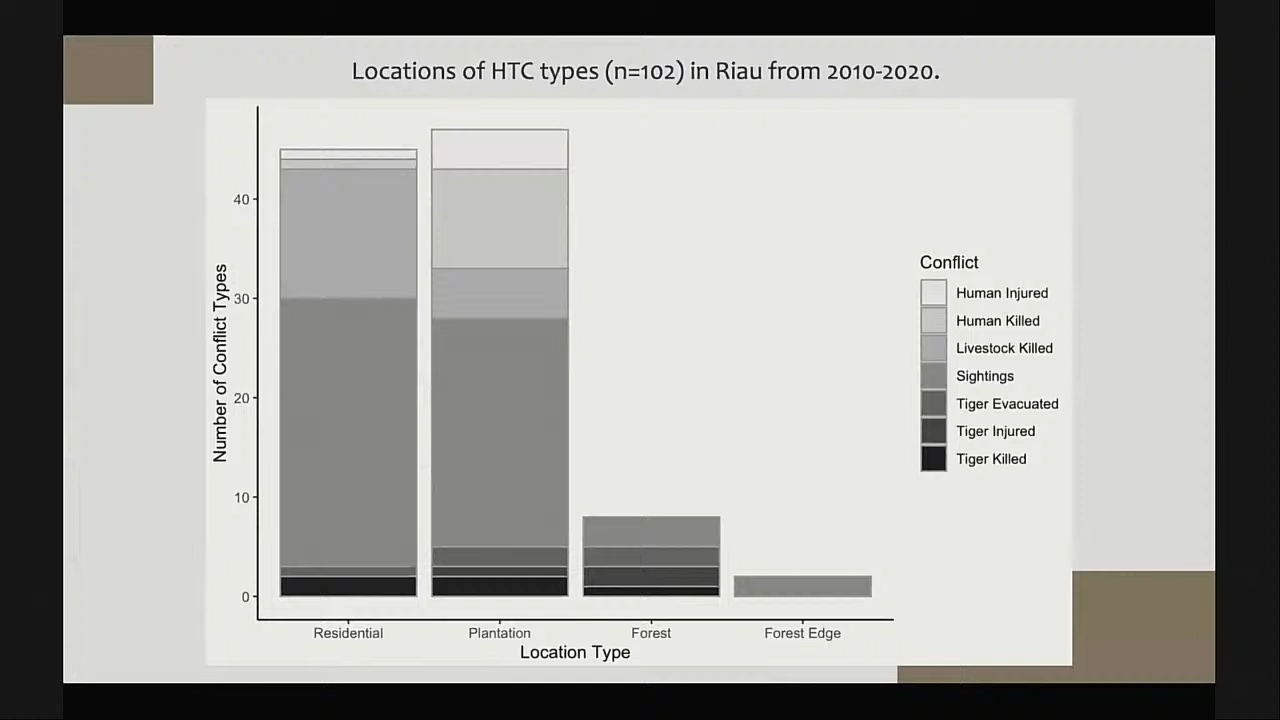 Locations of HTC types (n=102) in Riau from 2010-2020.
Number of Conflict Types
40
30
20
10
0
Residential
Plantation
Forest
Forest Edge
Location Type
Conflict
Human Injured
Human Killed
Livestock Killed
Sightings
Tiger Evacuated
Tiger Injured
Tiger Killed